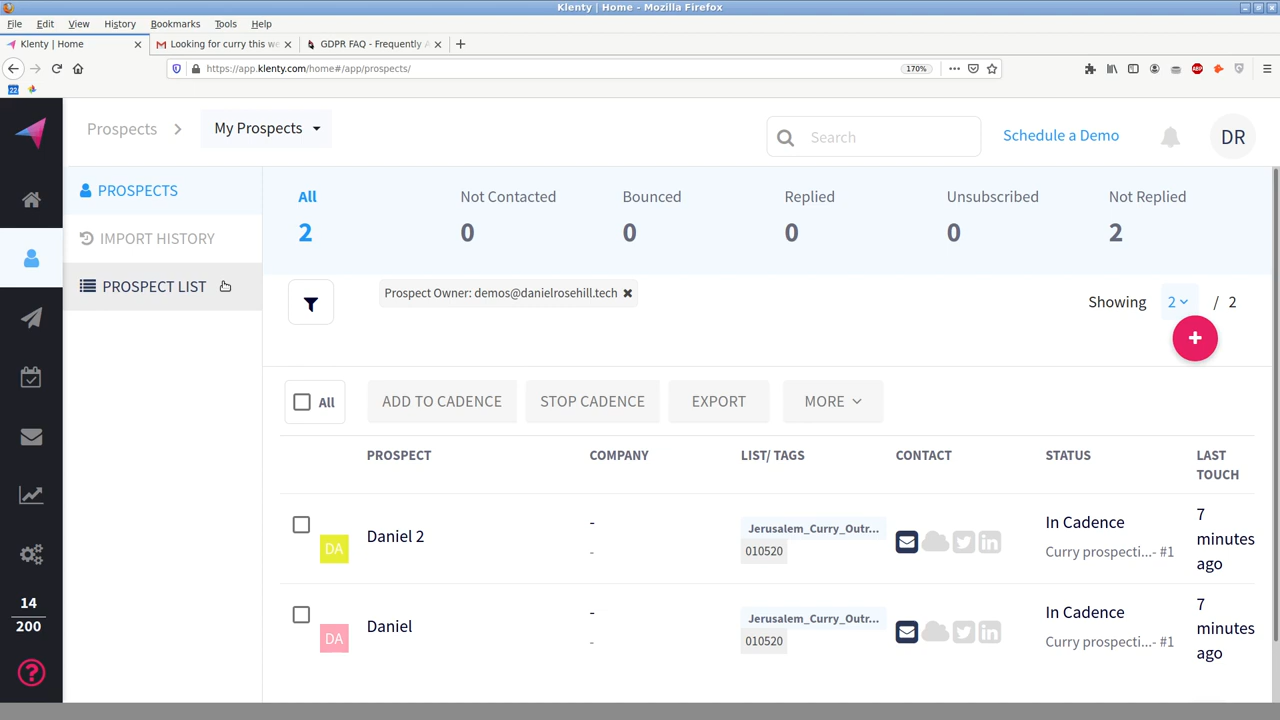 Klenty | Home - Mozilla Firefox
File Edit View History Bookmarks Tools Help
Klenty | Home
Looking for curry this we
GDPR FAQ - Frequently A
https://app.klenty.com/home#/app/prospects/
170%
ABP
22
Prospects
My Prospects
Search
Schedule a Demo
DR
PROSPECTS
IMPORT HISTORY
PROSPECT LIST
All Not Contacted Bounced Replied Unsubscribed Not Replied
2 0 0 0 0 2
Prospect Owner: demos@danielrosehill.tech
Showing 2 / 2
+
All ADD TO CADENCE STOP CADENCE EXPORT MORE
PROSPECT COMPANY LIST/ TAGS CONTACT STATUS LAST TOUCH
DA Daniel 2
-
-
Jerusalem_Curry_Outr...
010520
In Cadence
Curry prospecti...- #1
7
minutes
ago
DA Daniel
-
-
Jerusalem_Curry_Outr...
010520
In Cadence
Curry prospecti...- #1
7
minutes
ago
14
200
?